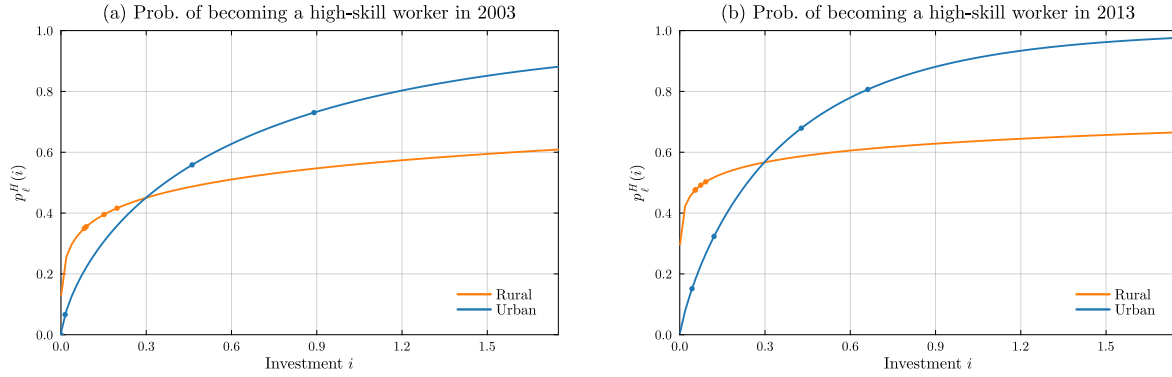 (a) Prob. of becoming a high-skill worker in 2003
1.0
0.8
0.6
0.4
0.2
0.0
p_ℓ^H(i)
Rural
Urban
0.0 0.3 0.6 0.9 1.2 1.5
Investment i
(b) Prob. of becoming a high-skill worker in 2013
1.0
0.8
0.6
0.4
0.2
0.0
p_ℓ^H(i)
Rural
Urban
0.0 0.3 0.6 0.9 1.2 1.5
Investment i